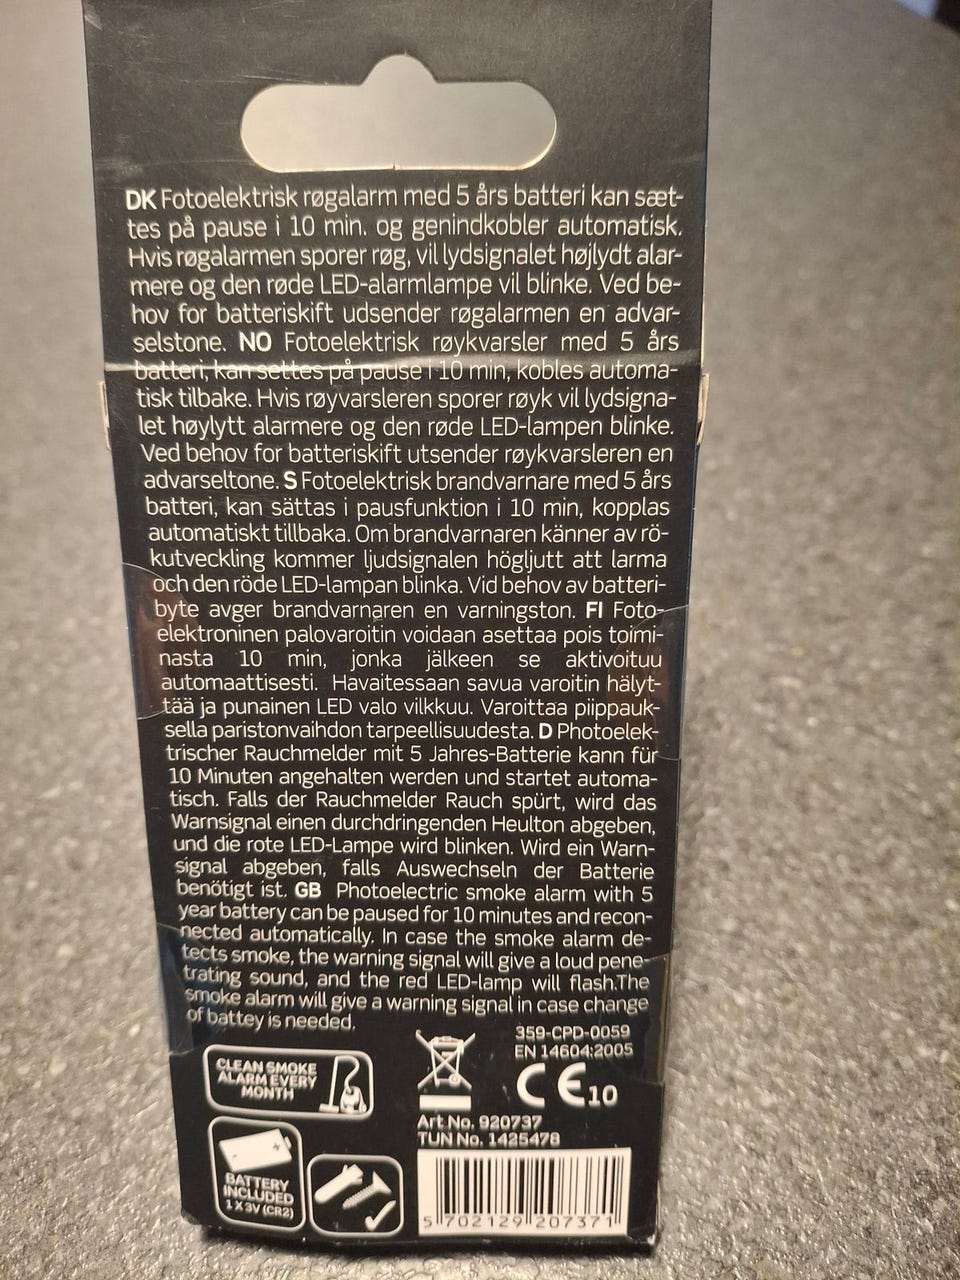 DK Fotoelektrisk røgalarm med 5 års batteri kan sæt-
tes på pause i 10 min. og genindkobler automatisk.
Hvis røgalarmen sporer røg, vil lydsignalet højlydt alar-
mere og den røde LED-alarmlampe vil blinke. Ved be-
hov for batteriskift udsender røgalarmen en advar-
selstone. NO Fotoelektrisk røykvarsler med 5 års
batteri, kan settes på pause i 10 min, kobles automa-
tisk tilbake. Hvis røyvarsleren sporer røyk vil lydsigna-
let høylytt alarmere og den røde LED-lampen blinke.
Ved behov for batteriskift utsender røykvarsleren en
advarseltone. S Fotoelektrisk brandvarnare med 5 års
batteri, kan sättas i pausfunktion i 10 min, kopplas
automatiskt tillbaka. Om brandvarnaren känner av rö-
kutveckling kommer ljudsignalen högljutt att larma
och den röde LED-lampan blinka. Vid behov av batteri-
byte avger brandvarnaren en varningston. FI Foto-
elektroninen palovaroitin voidaan asettaa pois toimi-
nasta 10 min, jonka jälkeen se aktivoituu
automaattisesti. Havaitessaan savua varoitin hälyt-
tää ja punainen LED valo vilkkuu. Varoittaa piippauk-
sella paristonvaihdon tarpeellisuudesta. D Photoelek-
trischer Rauchmelder mit 5 Jahres-Batterie kann für
10 Minuten angehalten werden und startet automa-
tisch. Falls der Rauchmelder Rauch spürt, wird das
Warnsignal einen durchdringenden Heulton abgeben,
und die rote LED-Lampe wird blinken. Wird ein Warn-
signal abgeben, falls Auswechseln der Batterie
benötigt ist. GB Photoelectric smoke alarm with 5
year battery can be paused for 10 minutes and recon-
nected automatically. In case the smoke alarm de-
tects smoke, the warning signal will give a loud pene-
trating sound, and the red LED-lamp will flash.The
smoke alarm will give a warning signal in case change
of battey is needed.
359-CPD-0059
EN 14604:2005
CE 10
CLEAN SMOKE
ALARM EVERY
MONTH
Art.No. 920737
TUN No. 1425478
BATTERY
INCLUDED
1 X 3V (CR2)
5 702129 207371